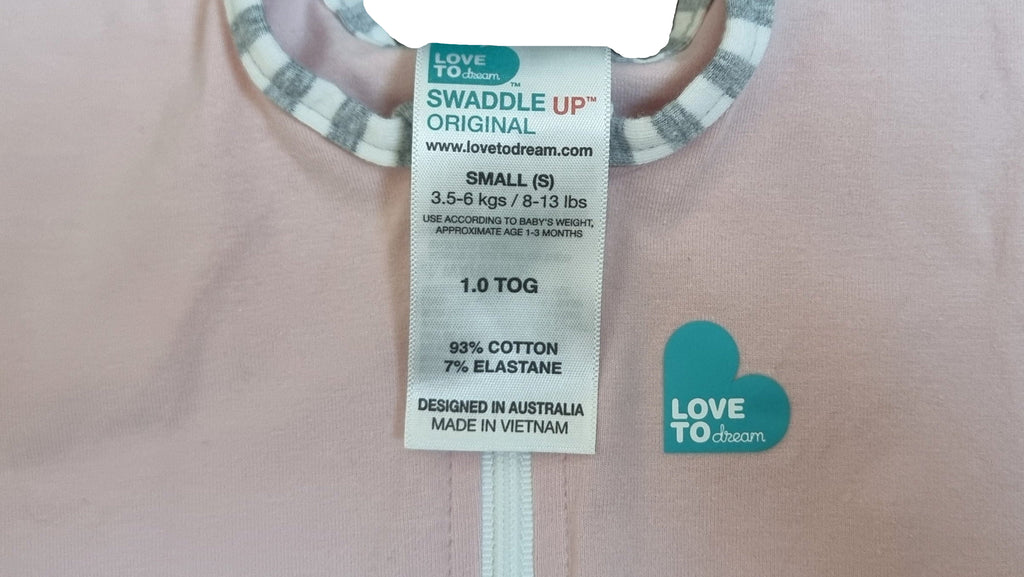 LOVE
TO dream
™
SWADDLE UP™
ORIGINAL
www.lovetodream.com
SMALL (S)
3.5-6 kgs / 8-13 lbs
USE ACCORDING TO BABY'S WEIGHT,
APPROXIMATE AGE 1-3 MONTHS
1.0 TOG
93% COTTON
7% ELASTANE
DESIGNED IN AUSTRALIA
MADE IN VIETNAM
LOVE
TO dream